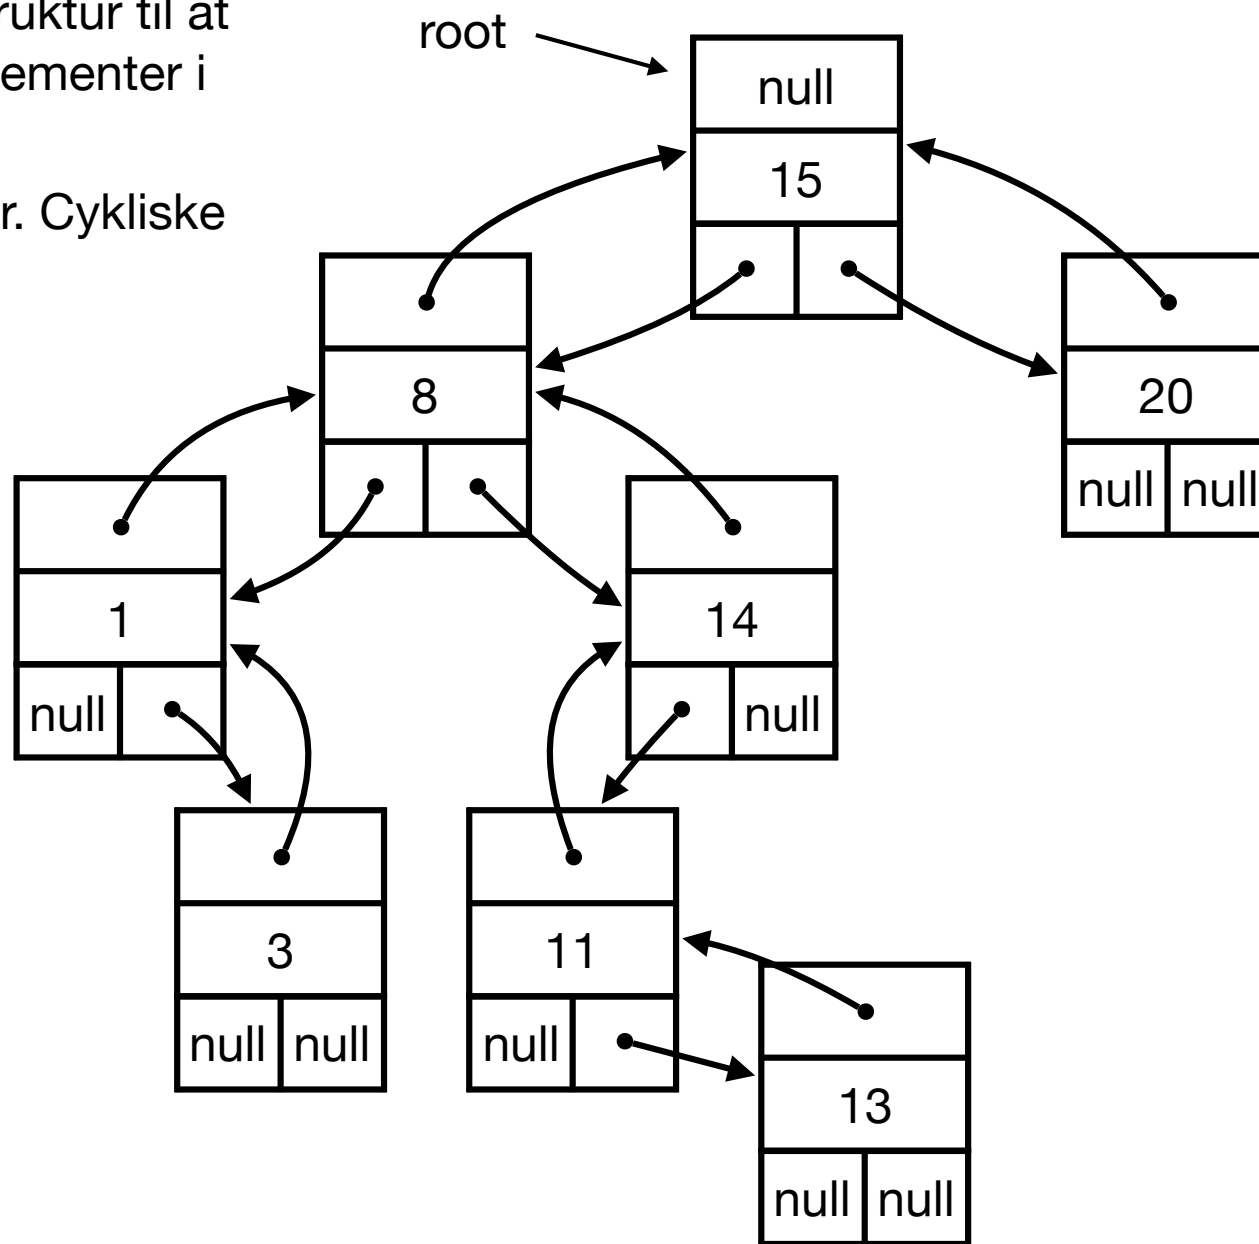 ruktur til at
ementer i
r. Cykliske
root
null
15
8
20
null null
1
14
null
null
3
11
null null
null
13
null null